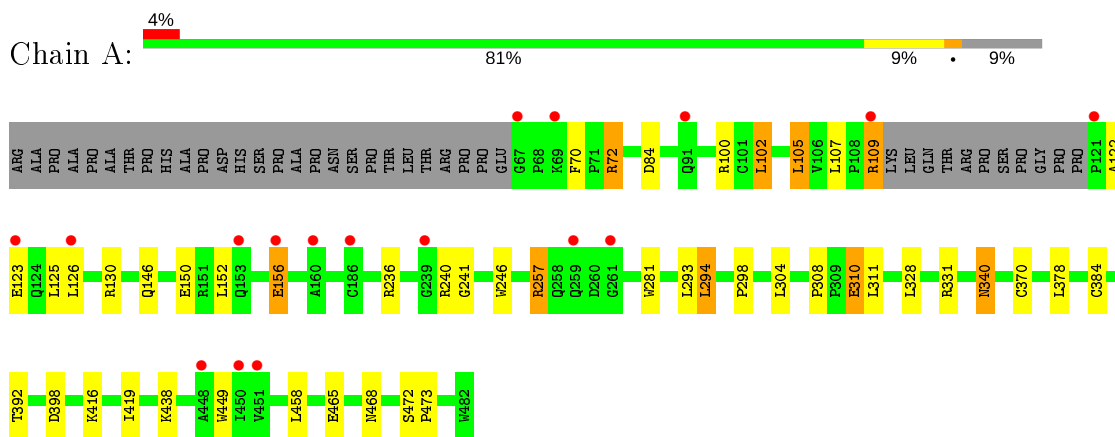 4%
Chain A:
81% 9% • 9%
ARG ALA PRO ALA PRO ALA THR PRO HIS ALA PRO ASP HIS SER PRO ALA PRO ASN SER PRO THR LEU THR ARG PRO PRO GLU G67 P68 K69 F70 P71 R72 D84 Q91 R100 C101 L102 L105 V106 L107 P108 R109 LYS LEU GLN THR ARG PRO SER PRO GLY PRO PRO P121 A122
E123 Q124 L125 L126 R130 Q146 E150 R151 L152 Q153 E156 A160 C186 R236 G239 R240 G241 W246 R257 Q258 Q259 D260 G261 W281 L293 L294 P298 L304 P308 P309 E310 L311 L328 R331 N340 C370 L378 C384
T392 D398 K416 I419 K438 A448 W449 I450 V451 L458 E465 N468 S472 P473 W482